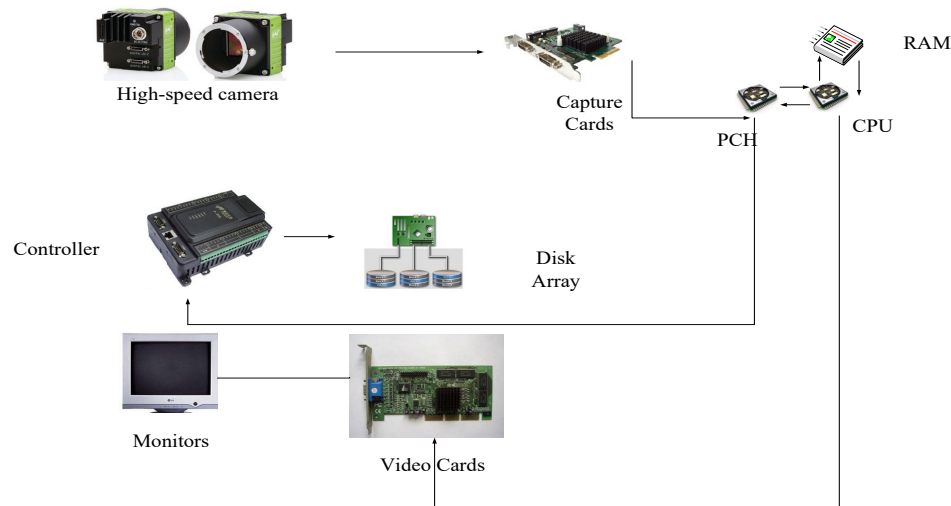 RAM
High-speed camera
Capture
Cards
PCH
CPU
Controller
Disk
Array
Monitors
Video Cards